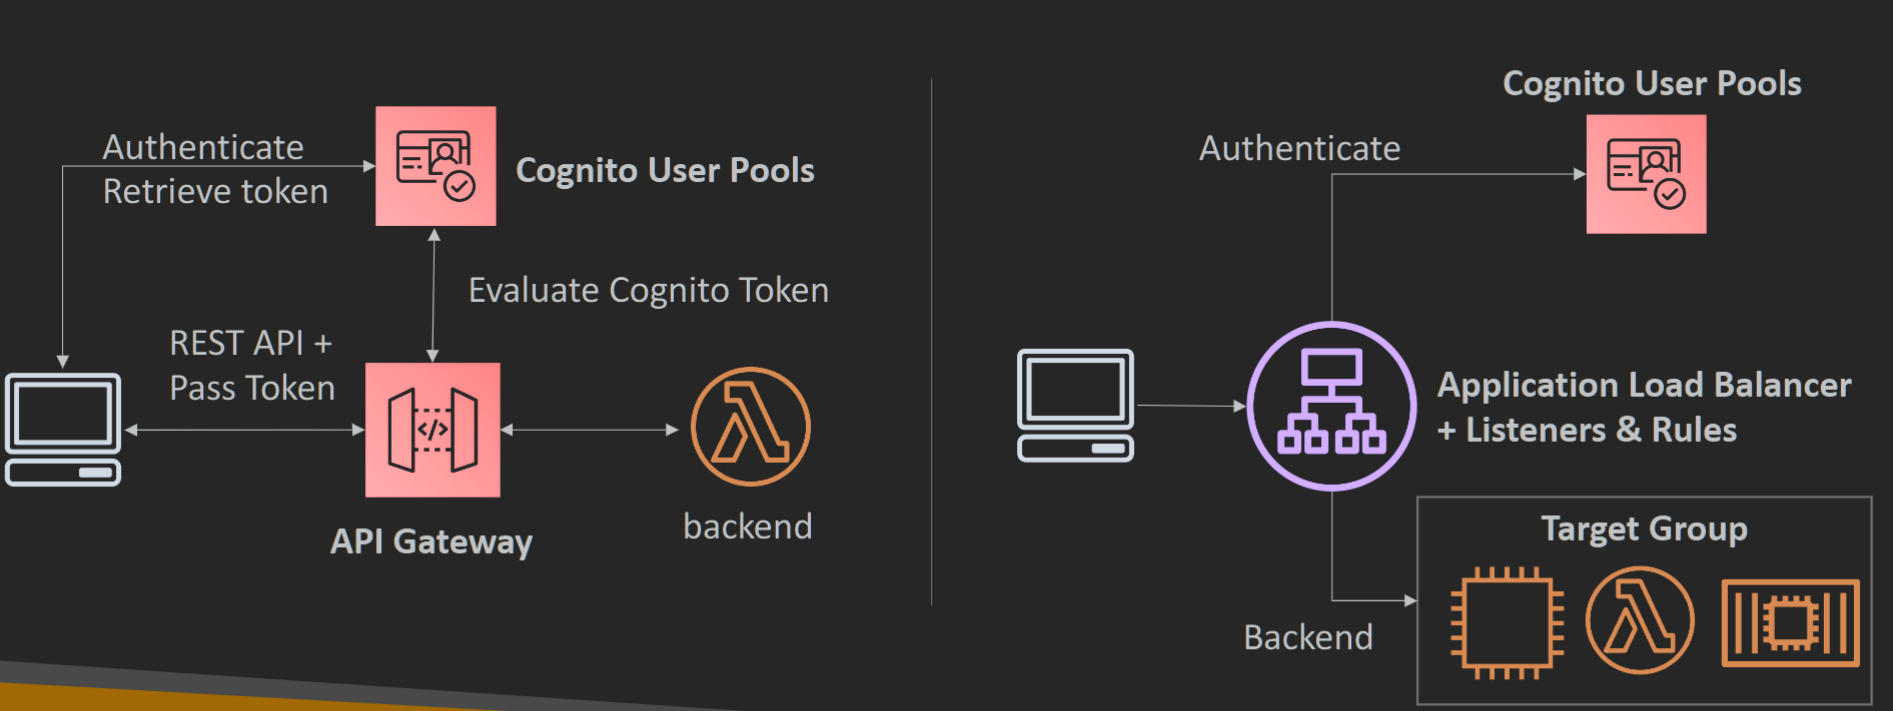 Authenticate
Retrieve token
Cognito User Pools
Evaluate Cognito Token
REST API +
Pass Token
</>
API Gateway
backend
Cognito User Pools
Authenticate
Application Load Balancer
+ Listeners & Rules
Target Group
Backend